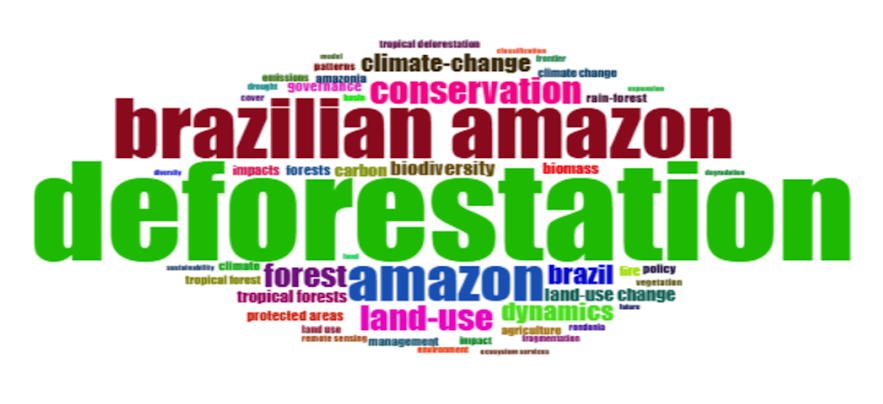 tropical deforestation
model
classification
patterns
climate-change
frontier
emissions
amazonia
climate change
drought
governance
conservation
expansion
cover
basin
rain-forest
brazilian amazon
diversity
impacts
forests
carbon
biodiversity
biomass
degradation
deforestation
land
sustainability
climate
forest
amazon
brazil
fire
policy
tropical forest
vegetation
tropical forests
land-use change
protected areas
land-use
dynamics
future
land use
agriculture
rondonia
remote sensing
management
impact
fragmentation
environment
ecosystem services